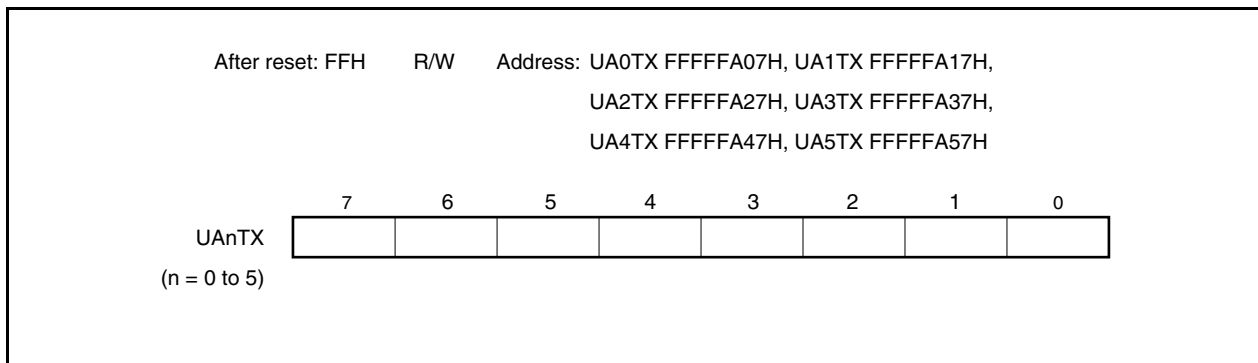 After reset: FFH R/W Address: UA0TX FFFFFA07H, UA1TX FFFFFA17H,
UA2TX FFFFFA27H, UA3TX FFFFFA37H,
UA4TX FFFFFA47H, UA5TX FFFFFA57H
7 6 5 4 3 2 1 0
UAnTX
(n = 0 to 5)